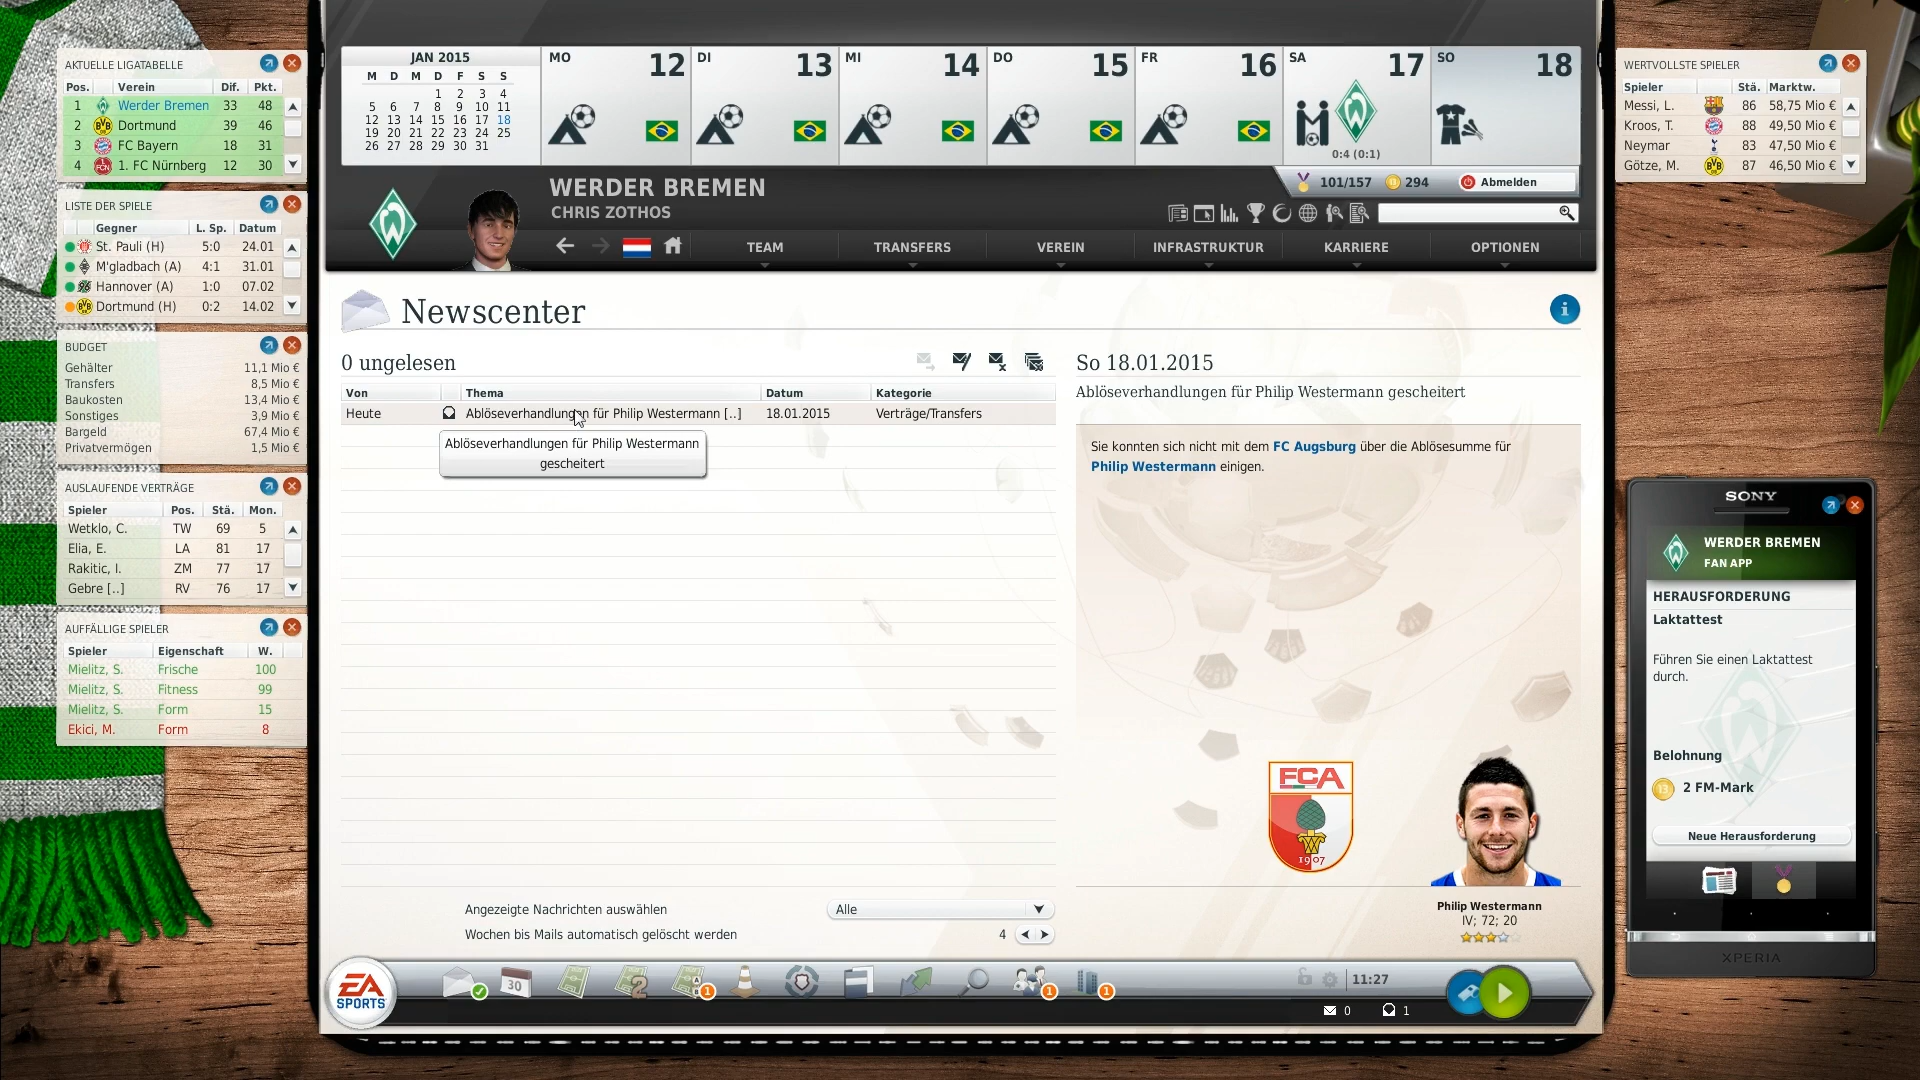 AKTUELLE LIGATABELLE
Pos. Verein Dif. Pkt.
1 Werder Bremen 33 48
2 Dortmund 39 46
3 FC Bayern 18 31
4 1. FC Nürnberg 12 30
LISTE DER SPIELE
Gegner L. Sp. Datum
St. Pauli (H) 5:0 24.01
M'gladbach (A) 4:1 31.01
Hannover (A) 1:0 07.02
Dortmund (H) 0:2 14.02
BUDGET
Gehälter 11,1 Mio €
Transfers 8,5 Mio €
Baukosten 13,4 Mio €
Sonstiges 3,9 Mio €
Bargeld 67,4 Mio €
Privatvermögen 1,5 Mio €
AUSLAUFENDE VERTRÄGE
Spieler Pos. Stä. Mon.
Wetklo, C. TW 69 5
Elia, E. LA 81 17
Rakitic, I. ZM 77 17
Gebre [..] RV 76 17
AUFFÄLLIGE SPIELER
Spieler Eigenschaft W.
Mielitz, S. Frische 100
Mielitz, S. Fitness 99
Mielitz, S. Form 15
Ekici, M. Form 8
JAN 2015
M D M D F S S
1 2 3 4
5 6 7 8 9 10 11
12 13 14 15 16 17 18
19 20 21 22 23 24 25
26 27 28 29 30 31
MO 12
DI 13
MI 14
DO 15
FR 16
SA 17
0:4 (0:1)
SO 18
WERDER BREMEN
CHRIS ZOTHOS
101/157 294 Abmelden
TEAM TRANSFERS VEREIN INFRASTRUKTUR KARRIERE OPTIONEN
Newscenter
0 ungelesen
Von Thema Datum Kategorie
Heute Ablöseverhandlungen für Philip Westermann [..] 18.01.2015 Verträge/Transfers
Ablöseverhandlungen für Philip Westermann
gescheitert
Angezeigte Nachrichten auswählen Alle
Wochen bis Mails automatisch gelöscht werden 4
So 18.01.2015
Ablöseverhandlungen für Philip Westermann gescheitert
Sie konnten sich nicht mit dem FC Augsburg über die Ablösesumme für
Philip Westermann einigen.
FCA
1907
Philip Westermann
IV; 72; 20
EA
SPORTS
30
2
1
1
1
11:27
0 1
WERTVOLLSTE SPIELER
Spieler Stä. Marktw.
Messi, L. 86 58,75 Mio €
Kroos, T. 88 49,50 Mio €
Neymar 83 47,50 Mio €
Götze, M. 87 46,50 Mio €
SONY
WERDER BREMEN
FAN APP
HERAUSFORDERUNG
Laktattest
Führen Sie einen Laktattest
durch.
Belohnung
13 2 FM-Mark
Neue Herausforderung
XPERIA